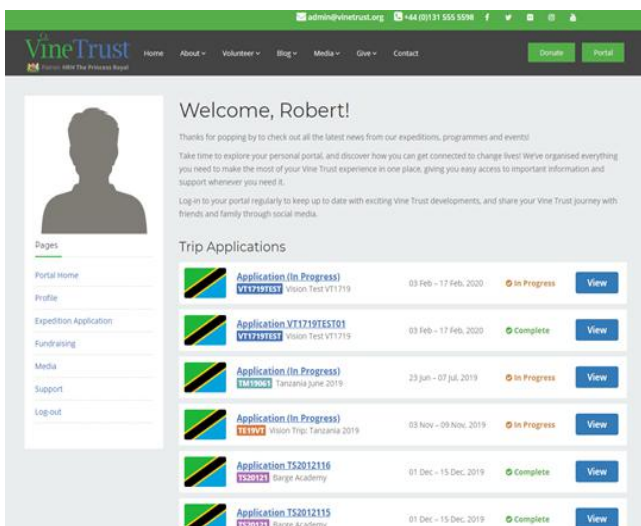 admin@vinetrust.org +44 (0)131 555 5598
VineTrust
Patron: HRH The Princess Royal
Home About Volunteer Blog Media Give Contact Donate Portal
Welcome, Robert!
Thanks for popping by to check out all the latest news from our expeditions, programmes and events!
Take time to explore your personal portal, and discover how you can get connected to change lives! We've organised everything
you need to make the most of your Vine Trust experience in one place, giving you easy access to important information and
support whenever you need it.
Log-in to your portal regularly to keep up to date with exciting Vine Trust developments, and share your Vine Trust journey with
friends and family through social media.
Pages
Portal Home
Profile
Expedition Application
Fundraising
Media
Support
Log-out
Trip Applications
Application (In Progress)
VT1719TEST Vision Test VT1719
03 Feb – 17 Feb, 2020 In Progress View
Application VT1719TEST01
VT1719TEST Vision Test VT1719
03 Feb – 17 Feb, 2020 Complete View
Application (In Progress)
TM19061 Tanzania June 2019
23 Jun – 07 Jul, 2019 In Progress View
Application (In Progress)
TE19VT Vision Trip: Tanzania 2019
03 Nov – 09 Nov, 2019 In Progress View
Application TS2012116
TS20121 Barge Academy
01 Dec – 15 Dec, 2019 Complete View
Application TS2012115
TS20121 Barge Academy
01 Dec – 15 Dec, 2019 Complete View